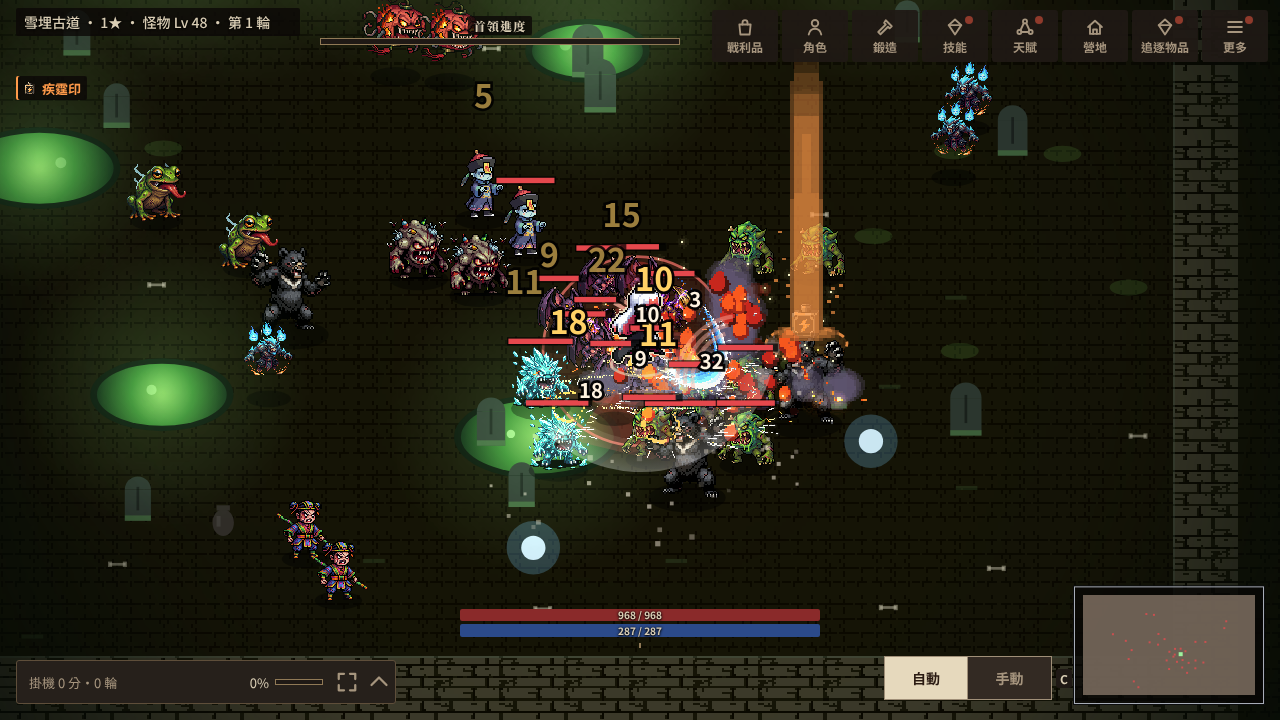 雪埋古道 · 1★ · 怪物 Lv 48 · 第 1 輪
首領進度
戰利品
角色
鍛造
技能
天賦
營地
追逐物品
更多
疾霆印
5
15
9
22
11
10
3
18
10
11
9
32
18
968 / 968
287 / 287
掛機 0 分 · 0 輪
0%
自動
手動
C